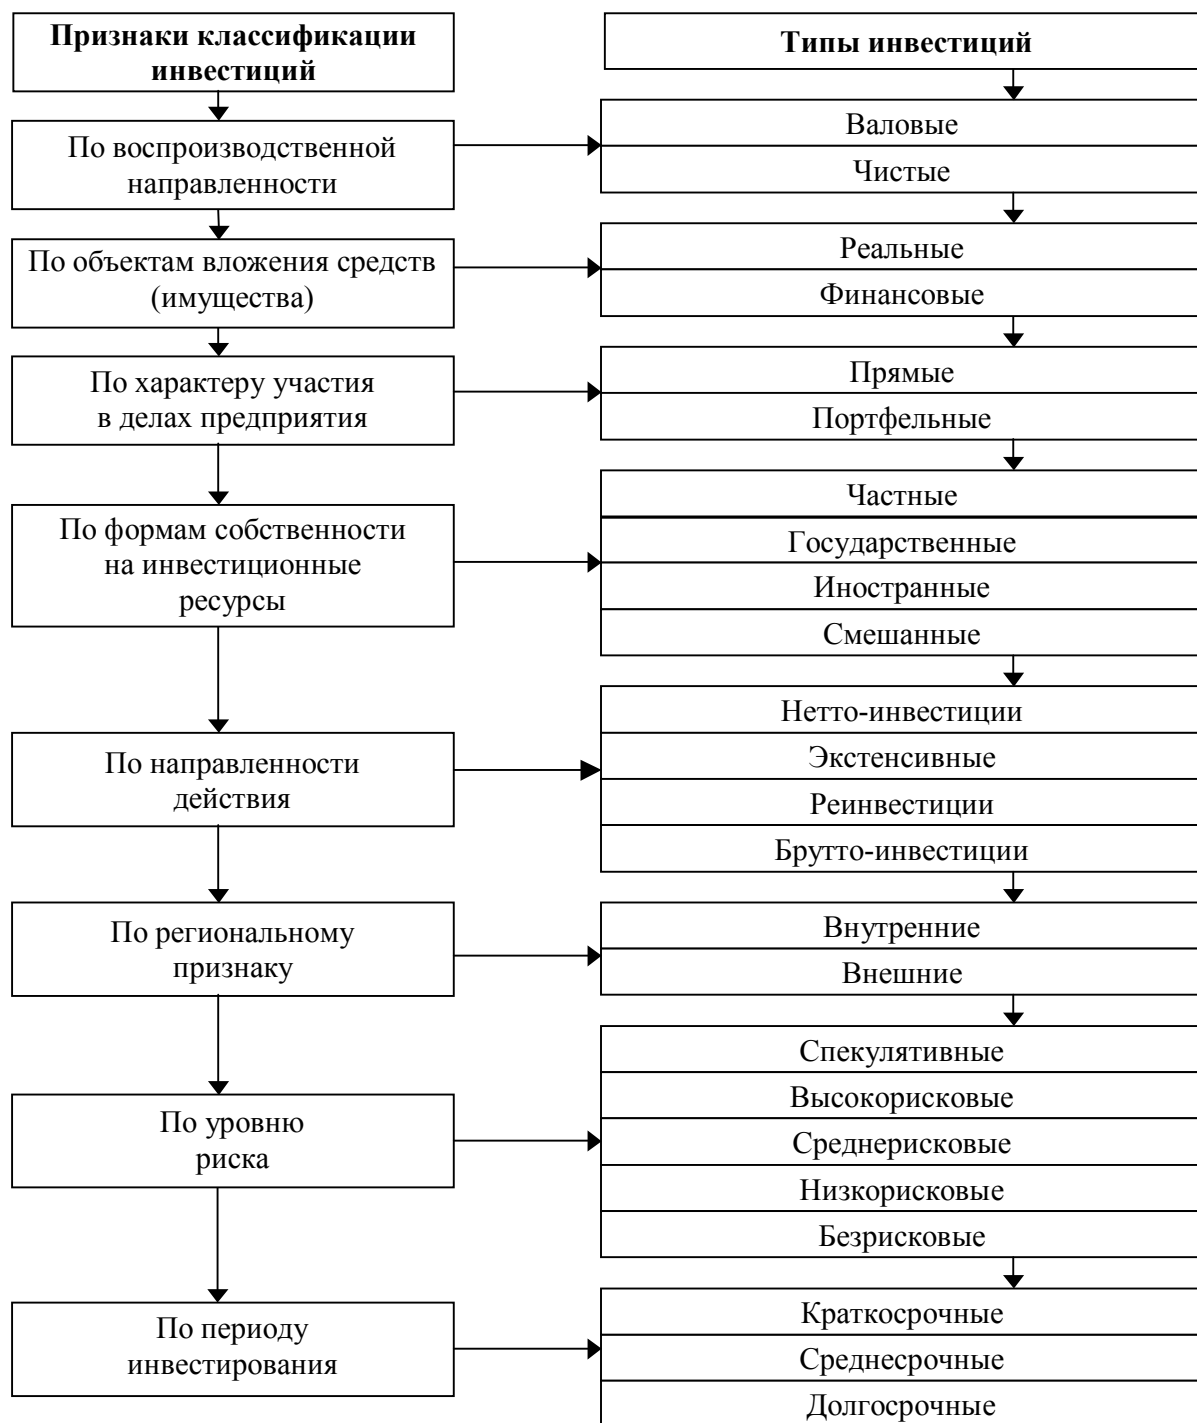 Признаки классификации
инвестиций
Типы инвестиций
По воспроизводственной
направленности
Валовые
Чистые
По объектам вложения средств
(имущества)
Реальные
Финансовые
По характеру участия
в делах предприятия
Прямые
Портфельные
По формам собственности
на инвестиционные
ресурсы
Частные
Государственные
Иностранные
Смешанные
По направленности
действия
Нетто-инвестиции
Экстенсивные
Реинвестиции
Брутто-инвестиции
По региональному
признаку
Внутренние
Внешние
По уровню
риска
Спекулятивные
Высокорисковые
Среднерисковые
Низкорисковые
Безрисковые
По периоду
инвестирования
Краткосрочные
Среднесрочные
Долгосрочные